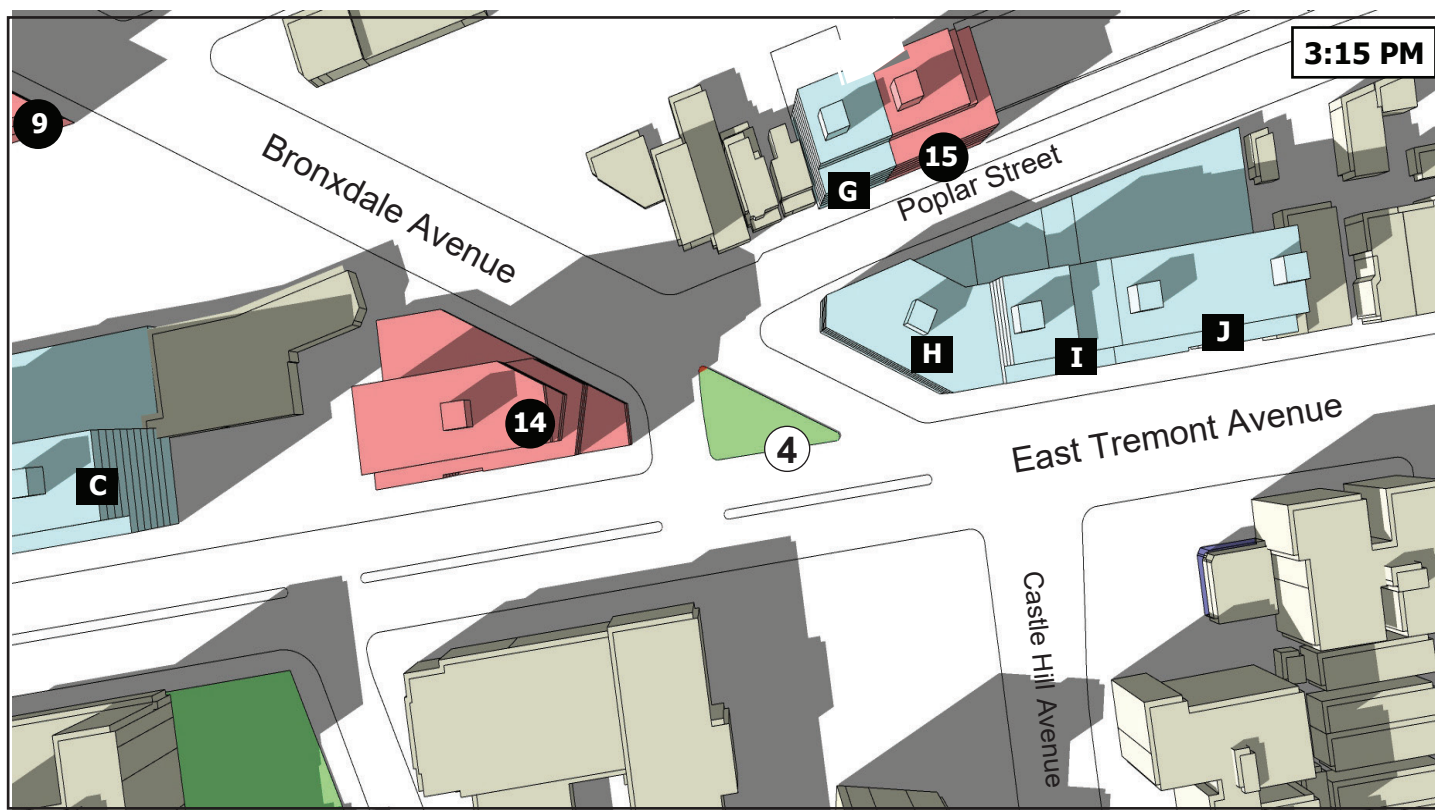 3:15 PM
9
Bronxdale Avenue
15
G
Poplar Street
H
I
J
14
4
C
East Tremont Avenue
Castle Hill Avenue